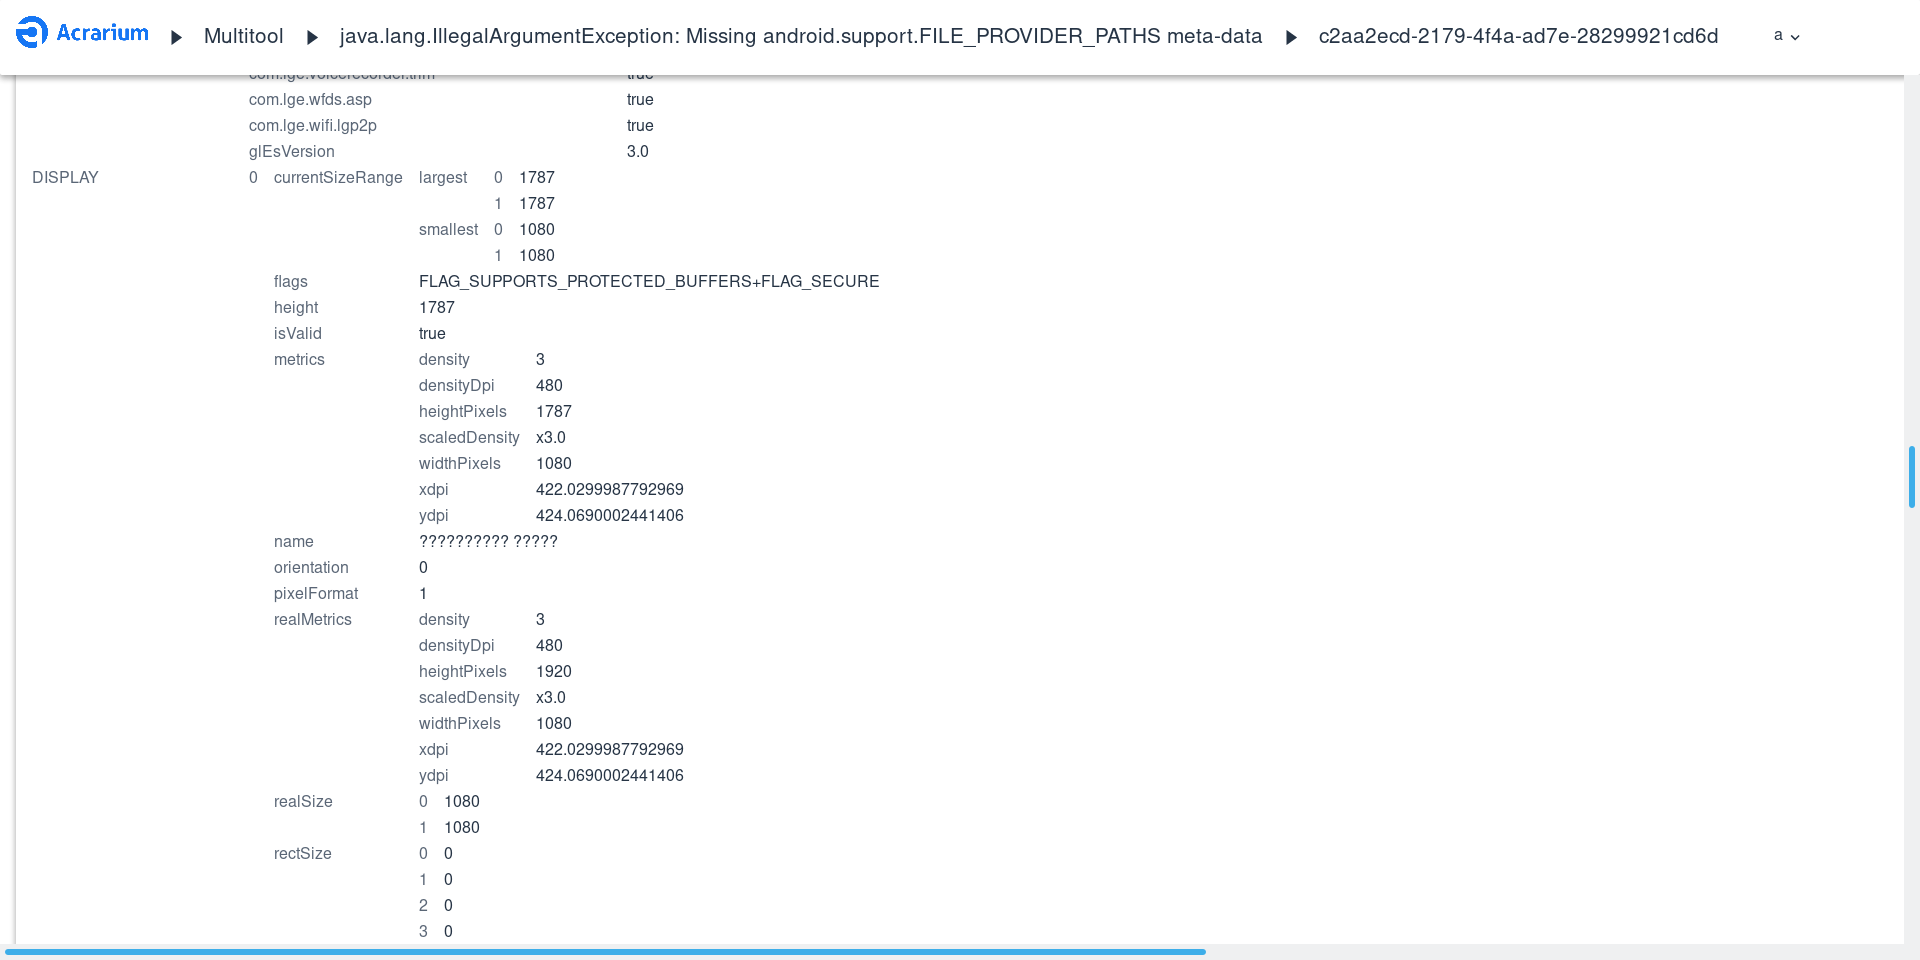 Acrarium Multitool java.lang.IllegalArgumentException: Missing android.support.FILE_PROVIDER_PATHS meta-data c2aa2ecd-2179-4f4a-ad7e-28299921cd6d a
com.lge.voicerecorder.trim true
com.lge.wfds.asp true
com.lge.wifi.lgp2p true
glEsVersion 3.0
DISPLAY 0 currentSizeRange largest 0 1787
1 1787
smallest 0 1080
1 1080
flags FLAG_SUPPORTS_PROTECTED_BUFFERS+FLAG_SECURE
height 1787
isValid true
metrics density 3
densityDpi 480
heightPixels 1787
scaledDensity x3.0
widthPixels 1080
xdpi 422.0299987792969
ydpi 424.0690002441406
name ?????????? ?????
orientation 0
pixelFormat 1
realMetrics density 3
densityDpi 480
heightPixels 1920
scaledDensity x3.0
widthPixels 1080
xdpi 422.0299987792969
ydpi 424.0690002441406
realSize 0 1080
1 1080
rectSize 0 0
1 0
2 0
3 0